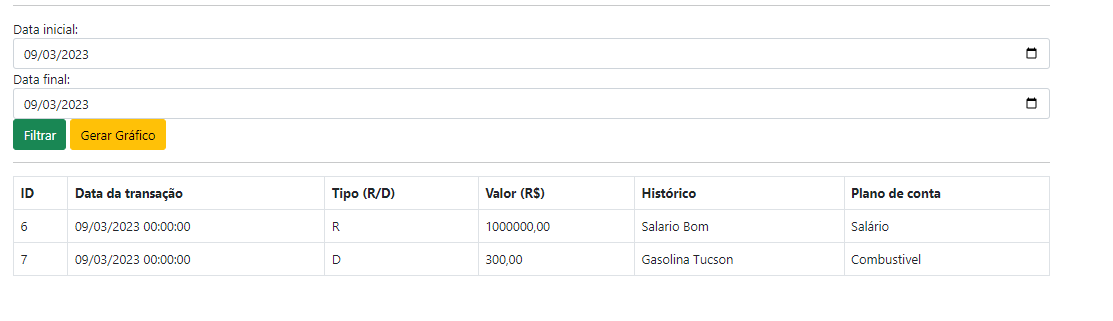 Data inicial:
09/03/2023
Data final:
09/03/2023
Filtrar Gerar Gráfico
ID Data da transação Tipo (R/D) Valor (R$) Histórico Plano de conta
6 09/03/2023 00:00:00 R 1000000,00 Salario Bom Salário
7 09/03/2023 00:00:00 D 300,00 Gasolina Tucson Combustivel